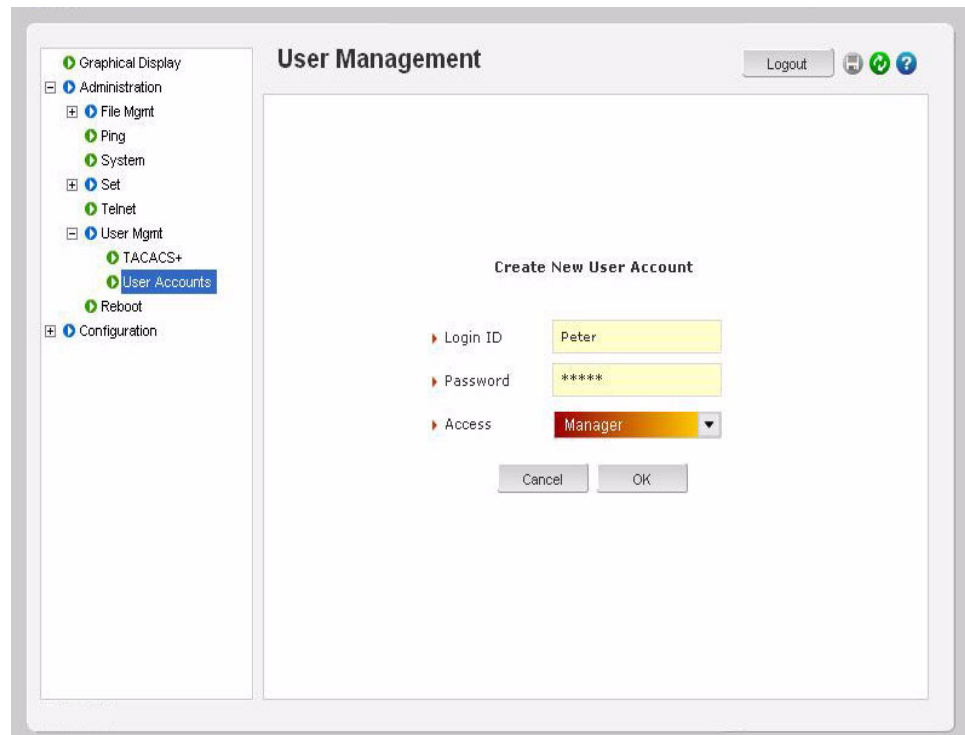 Graphical Display
Administration
File Mgmt
Ping
System
Set
Telnet
User Mgmt
TACACS+
User Accounts
Reboot
Configuration
User Management
Logout
Create New User Account
Login ID
Peter
Password
*****
Access
Manager
Cancel
OK